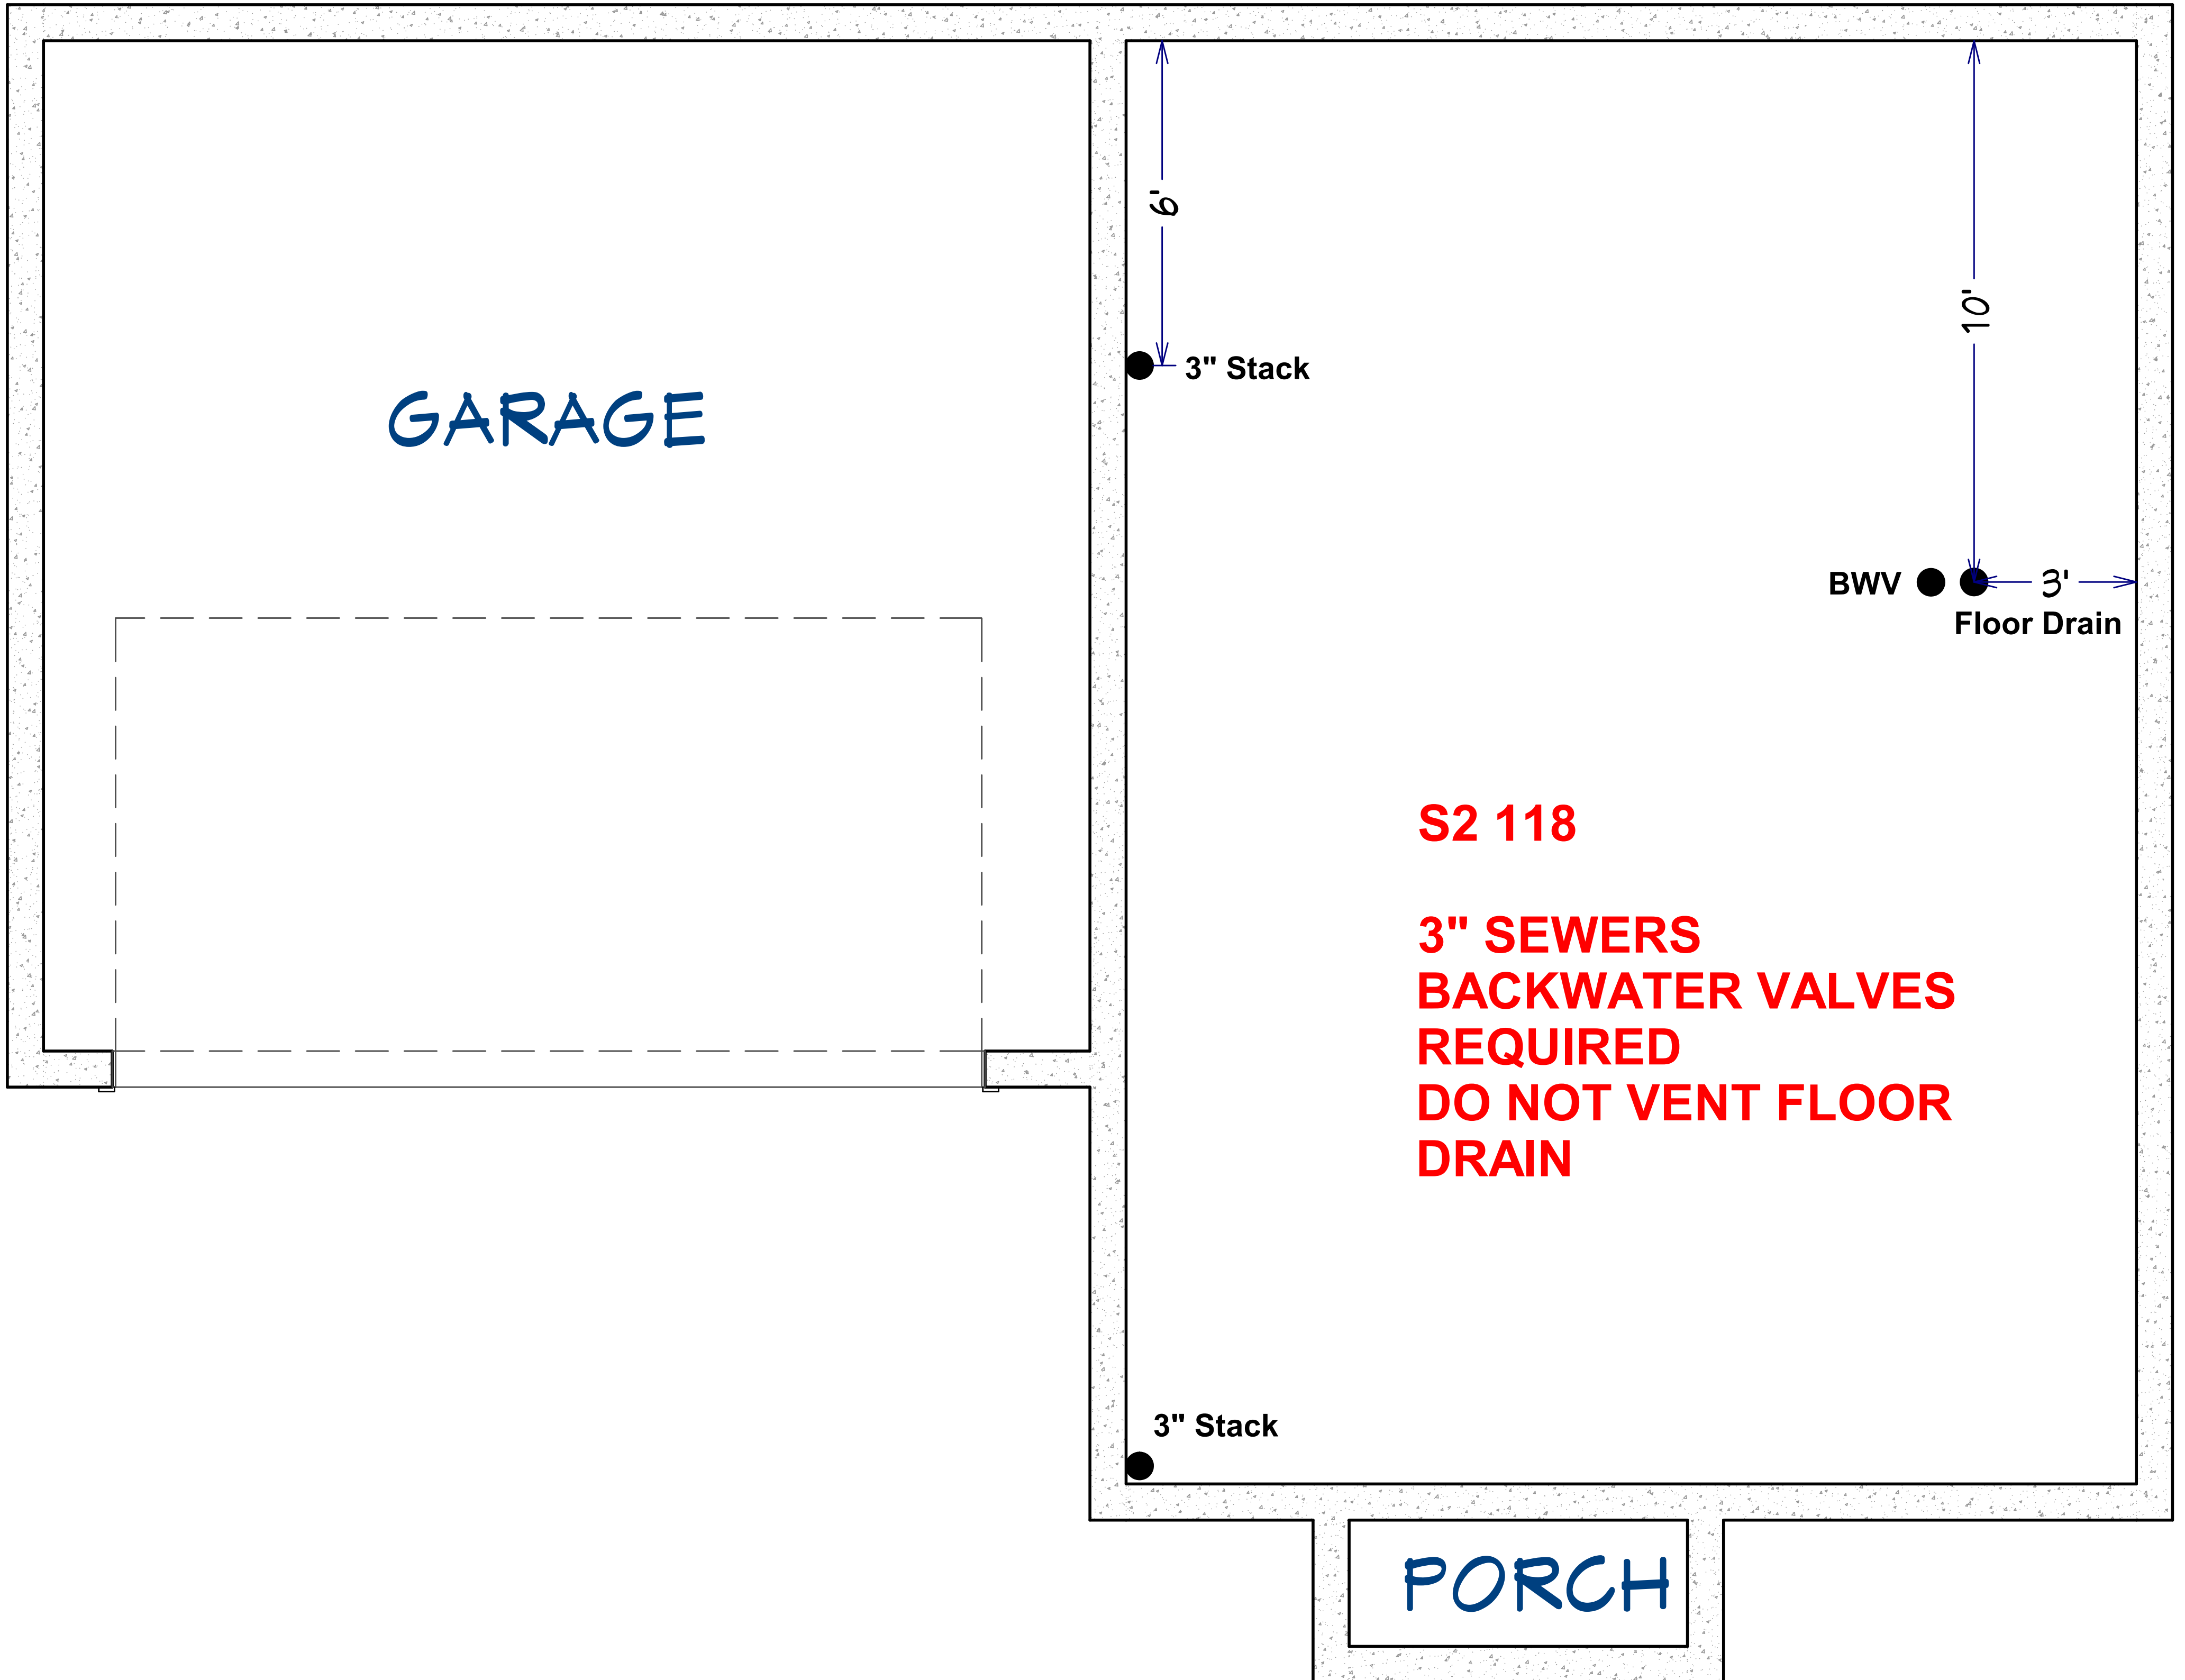 6'
10'
3" Stack
GARAGE
BWV
3'
Floor Drain
S2 118
3" SEWERS
BACKWATER VALVES
REQUIRED
DO NOT VENT FLOOR
DRAIN
3" Stack
PORCH